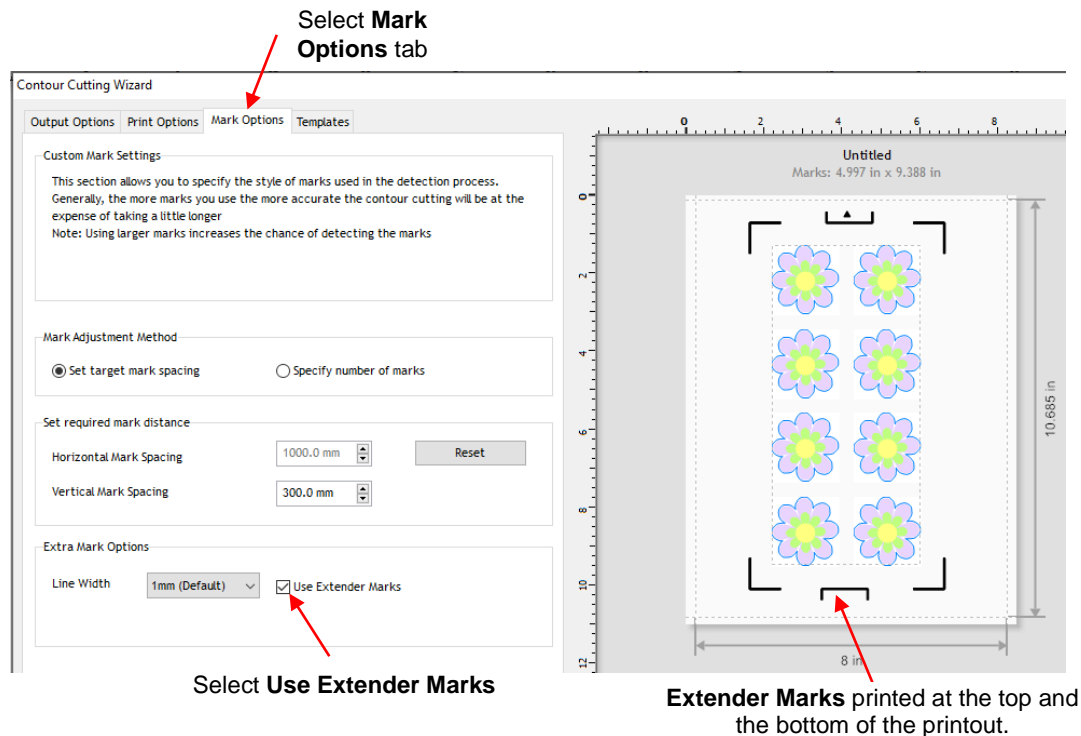 Select Mark
Options tab
Contour Cutting Wizard
Output Options Print Options Mark Options Templates
Custom Mark Settings
This section allows you to specify the style of marks used in the detection process.
Generally, the more marks you use the more accurate the contour cutting will be at the
expense of taking a little longer
Note: Using larger marks increases the chance of detecting the marks
Mark Adjustment Method
Set target mark spacing Specify number of marks
Set required mark distance
Horizontal Mark Spacing 1000.0 mm Reset
Vertical Mark Spacing 300.0 mm
Extra Mark Options
Line Width 1mm (Default) Use Extender Marks
0 2 4 6 8
Untitled
Marks: 4.997 in x 9.388 in
0
2
4
6
8
10
12
10.685 in
8 in
Select Use Extender Marks
Extender Marks printed at the top and
the bottom of the printout.